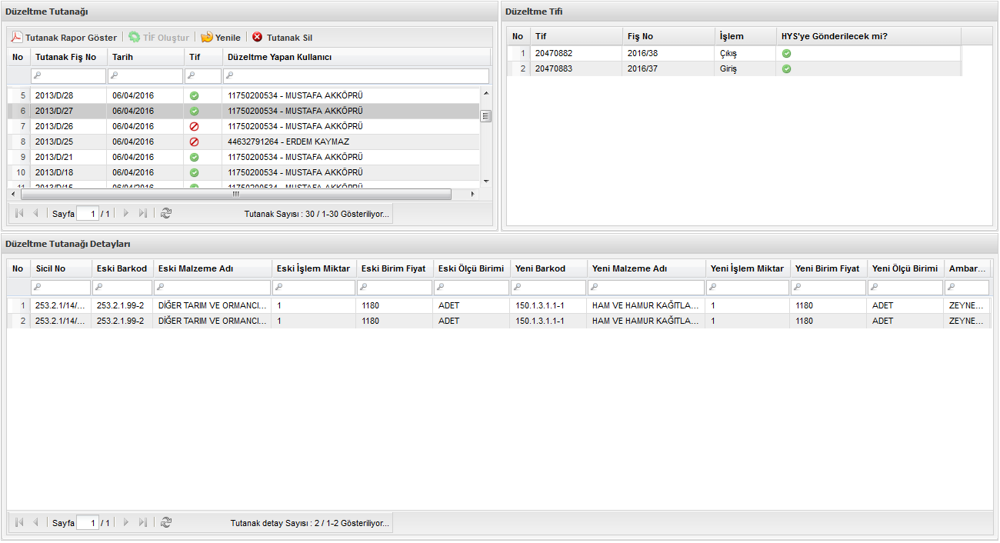 Düzeltme Tutanağı
Tutanak Rapor Göster TİF Oluştur Yenile Tutanak Sil
No Tutanak Fiş No Tarih Tif Düzeltme Yapan Kullanıcı
5 2013/D/28 06/04/2016 11750200534 - MUSTAFA AKKÖPRÜ
6 2013/D/27 06/04/2016 11750200534 - MUSTAFA AKKÖPRÜ
7 2013/D/26 06/04/2016 11750200534 - MUSTAFA AKKÖPRÜ
8 2013/D/25 06/04/2016 44632791264 - ERDEM KAYMAZ
9 2013/D/21 06/04/2016 11750200534 - MUSTAFA AKKÖPRÜ
10 2013/D/18 06/04/2016 11750200534 - MUSTAFA AKKÖPRÜ
11 2013/D/15 06/04/2016 11750200534 - MUSTAFA AKKÖPRÜ
Sayfa 1 / 1 Tutanak Sayısı : 30 / 1-30 Gösteriliyor...
Düzeltme Tifi
No Tif Fiş No İşlem HYS'ye Gönderilecek mi?
1 20470882 2016/38 Çıkış
2 20470883 2016/37 Giriş
Düzeltme Tutanağı Detayları
No Sicil No Eski Barkod Eski Malzeme Adı Eski İşlem Miktar Eski Birim Fiyat Eski Ölçü Birimi Yeni Barkod Yeni Malzeme Adı Yeni İşlem Miktar Yeni Birim Fiyat Yeni Ölçü Birimi Ambar...
1 253.2.1/14/... 253.2.1.99-2 DİĞER TARIM VE ORMANCI... 1 1180 ADET 150.1.3.1.1-1 HAM VE HAMUR KAĞITLA... 1 1180 ADET ZEYNE...
2 253.2.1/14/... 253.2.1.99-2 DİĞER TARIM VE ORMANCI... 1 1180 ADET 150.1.3.1.1-1 HAM VE HAMUR KAĞITLA... 1 1180 ADET ZEYNE...
Sayfa 1 / 1 Tutanak detay Sayısı : 2 / 1-2 Gösteriliyor...